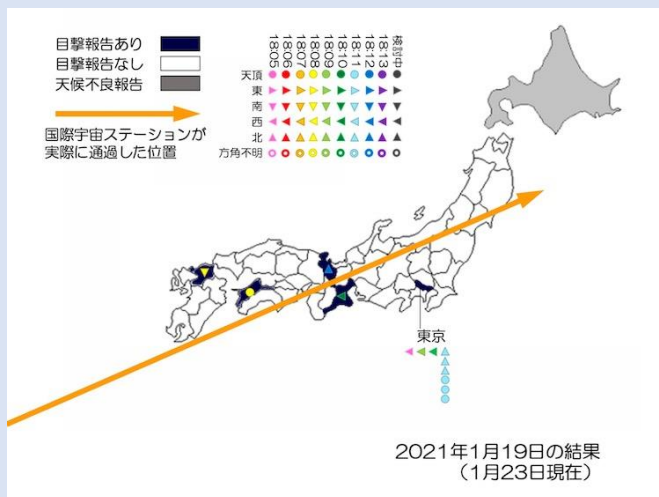 目撃報告あり
目撃報告なし
天候不良報告
国際宇宙ステーションが
実際に通過した位置
18:05
18:06
18:07
18:08
18:09
18:10
18:11
18:12
18:13
検討中
天頂
東
南
西
北
方角不明
東京
2021年1月19日の結果
(1月23日現在)